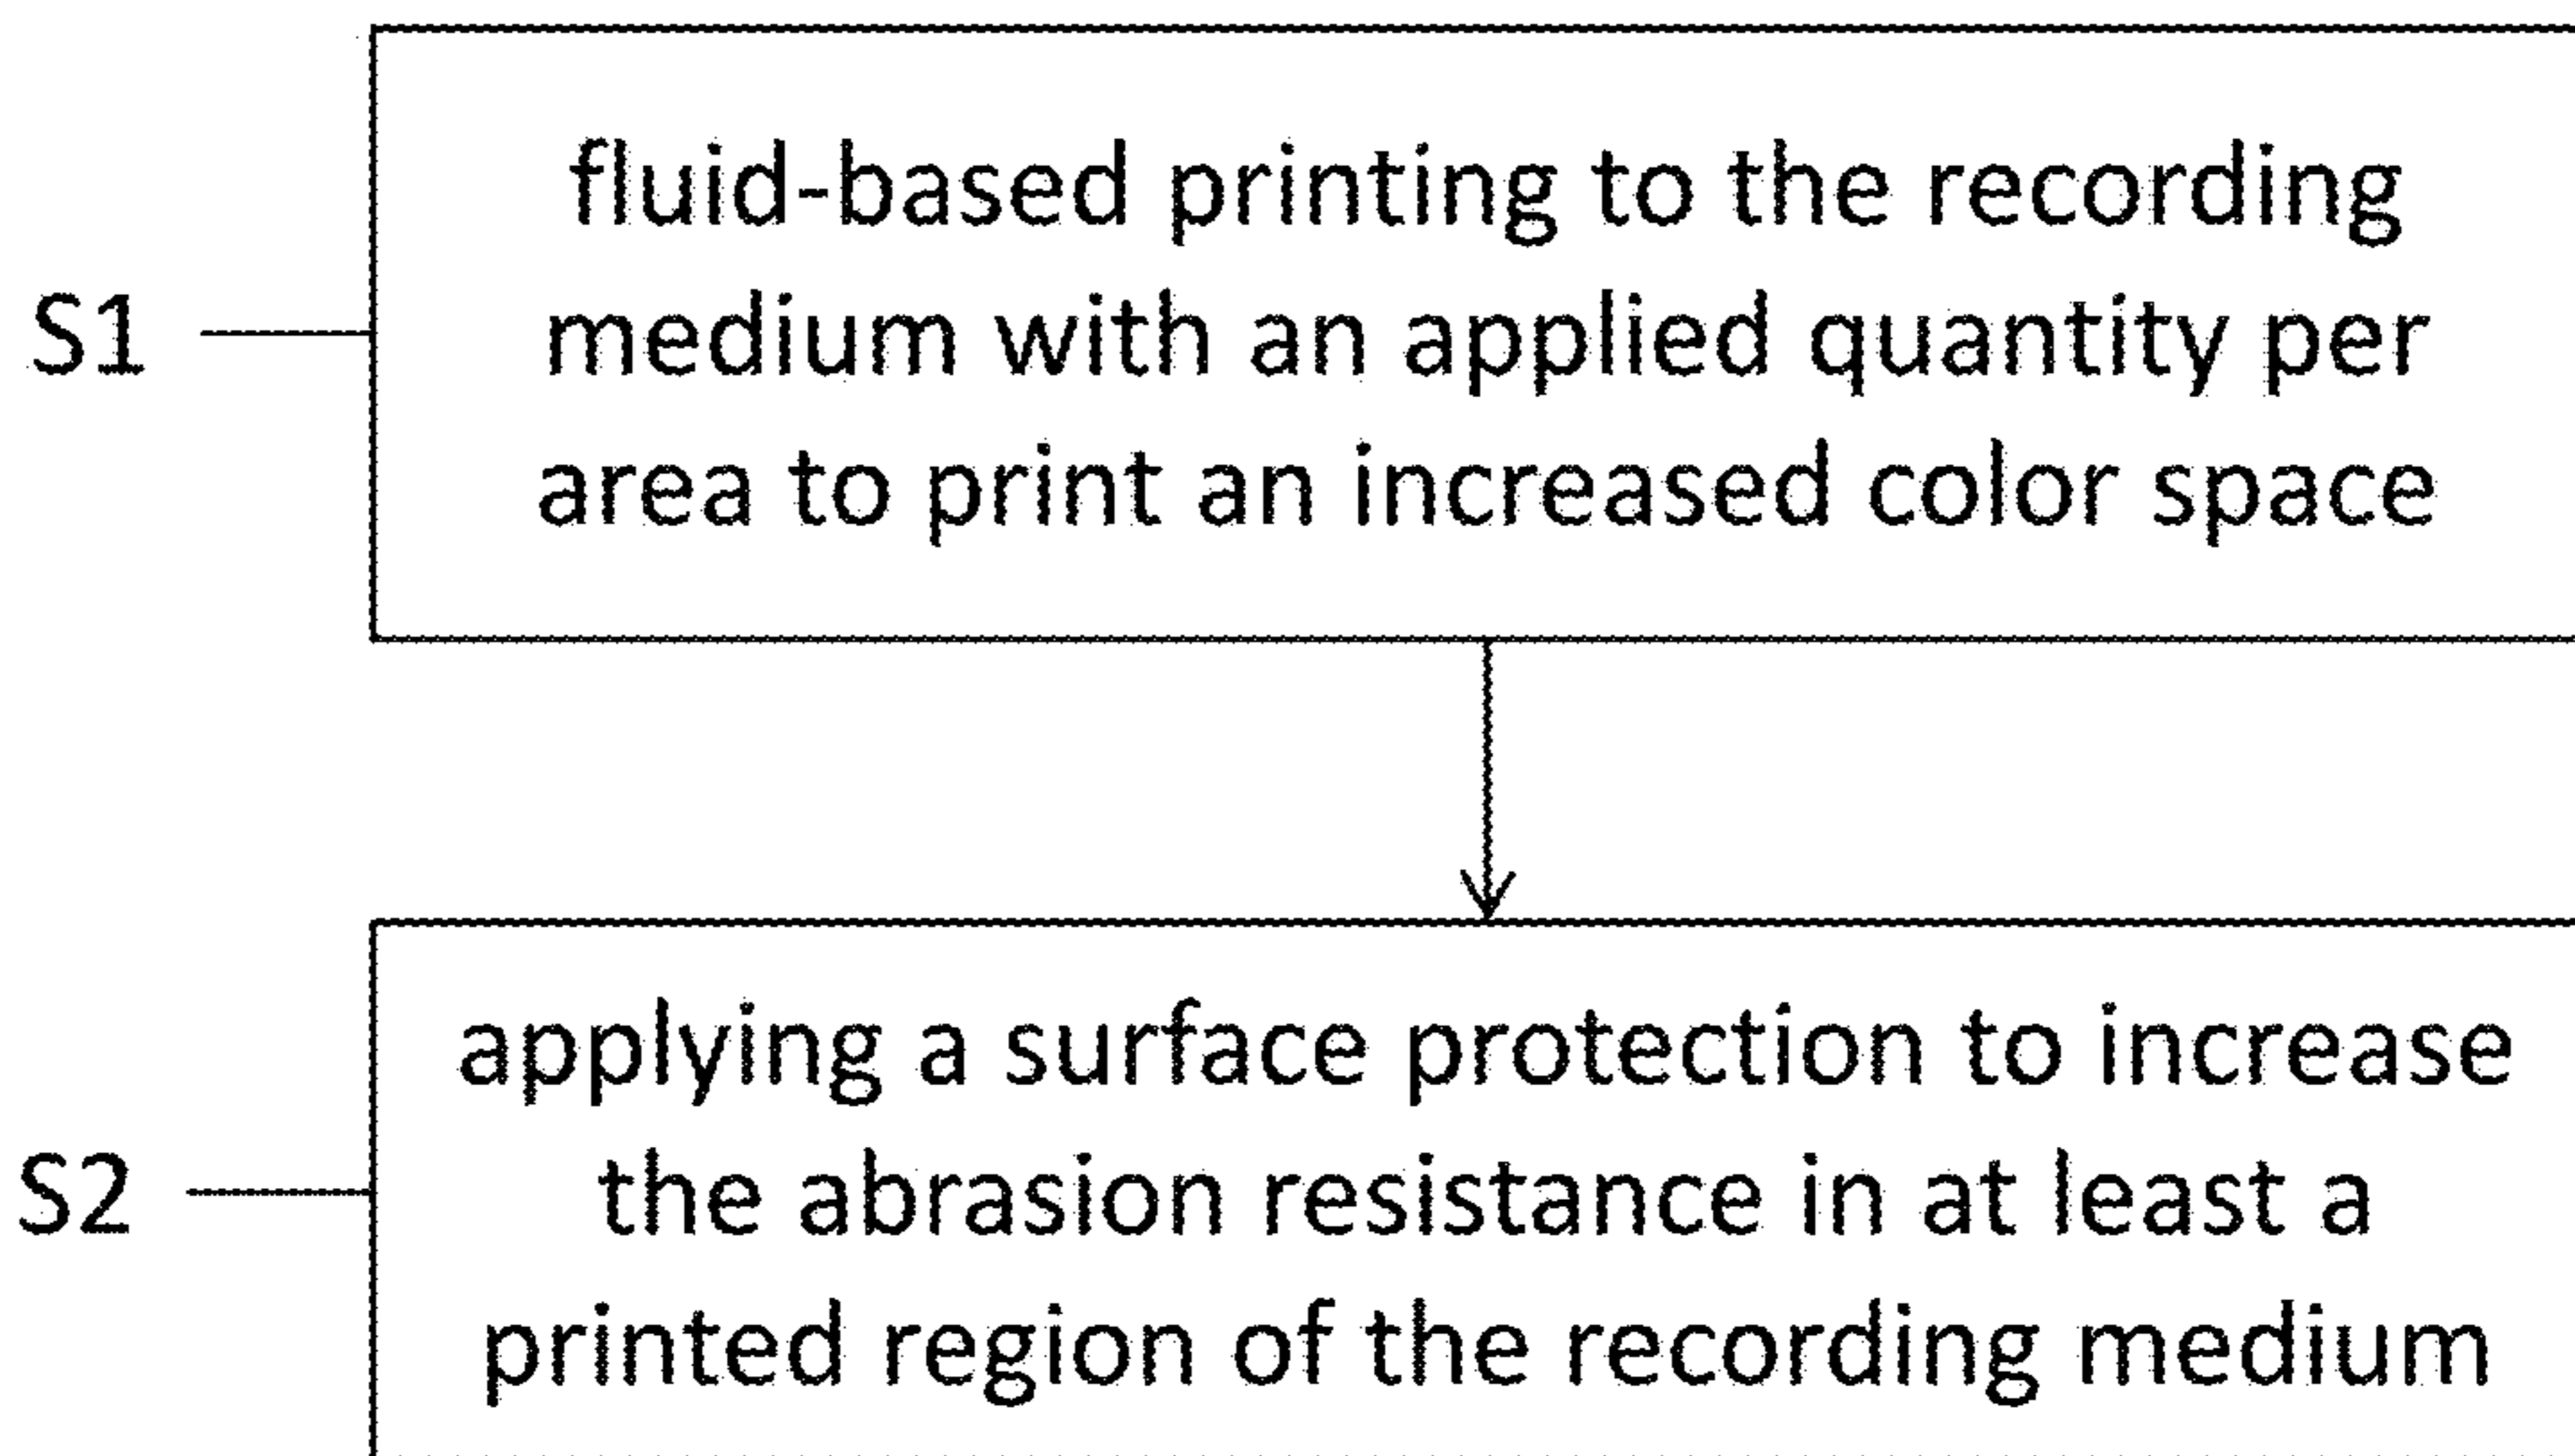 fluid-based printing to the recording
S1 medium with an applied quantity per
area to print an increased color space
applying a surface protection to increase
S2 the abrasion resistance in at least a
printed region of the recording medium